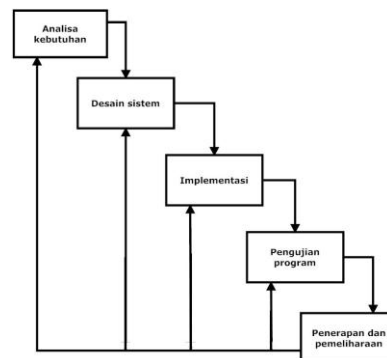 Analisa
kebutuhan
Desain sistem
Implementasi
Pengujian
program
Penerapan dan
pemeliharaan